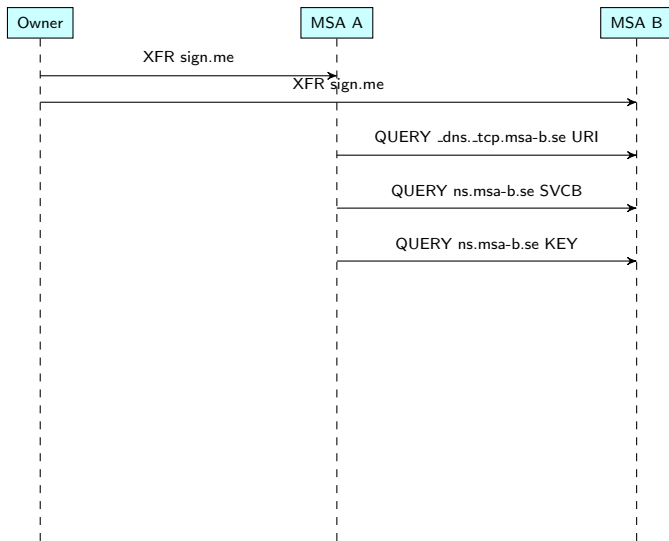 Owner
MSA A
MSA B
XFR sign.me
XFR sign.me
QUERY _dns._tcp.msa-b.se URI
QUERY ns.msa-b.se SVCB
QUERY ns.msa-b.se KEY